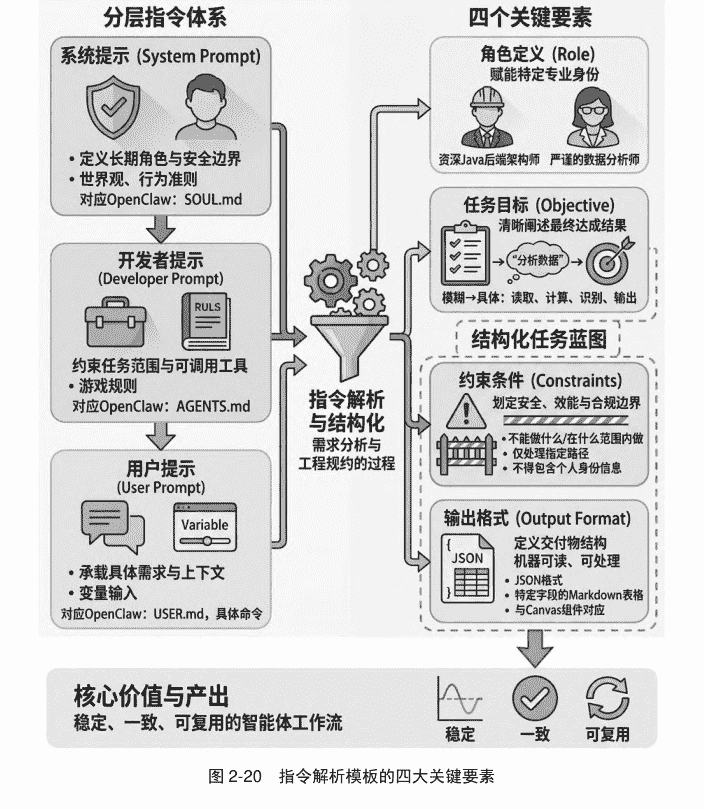 分层指令体系
系统提示 (System Prompt)
• 定义长期角色与安全边界
• 世界观、行为准则
对应OpenClaw：SOUL.md
开发者提示
(Developer Prompt)
RULS
约束任务范围与可调用工具
• 游戏规则
对应OpenClaw：AGENTS.md
用户提示
(User Prompt)
Variable
• 承载具体需求与上下文
• 变量输入
对应OpenClaw：USER.md，具体命令
指令解析
与结构化
需求分析与
工程规约的过程
四个关键要素
角色定义 (Role)
赋能特定专业身份
资深Java后端架构师
严谨的数据分析师
任务目标 (Objective)
清晰阐述最终达成结果
“分析数据”
模糊→具体：读取、计算、识别、输出
结构化任务蓝图
约束条件 (Constraints)
划定安全、效能与合规边界
• 不能做什么/在什么范围内做
• 仅处理指定路径
• 不得包含个人身份信息
输出格式 (Output Format)
{
JSON
}
定义交付物结构
机器可读、可处理
• JSON格式
• 特定字段的Markdown表格
• 与Canvas组件对应
核心价值与产出
稳定、一致、可复用的智能体工作流
稳定
一致
可复用
图 2-20 指令解析模板的四大关键要素